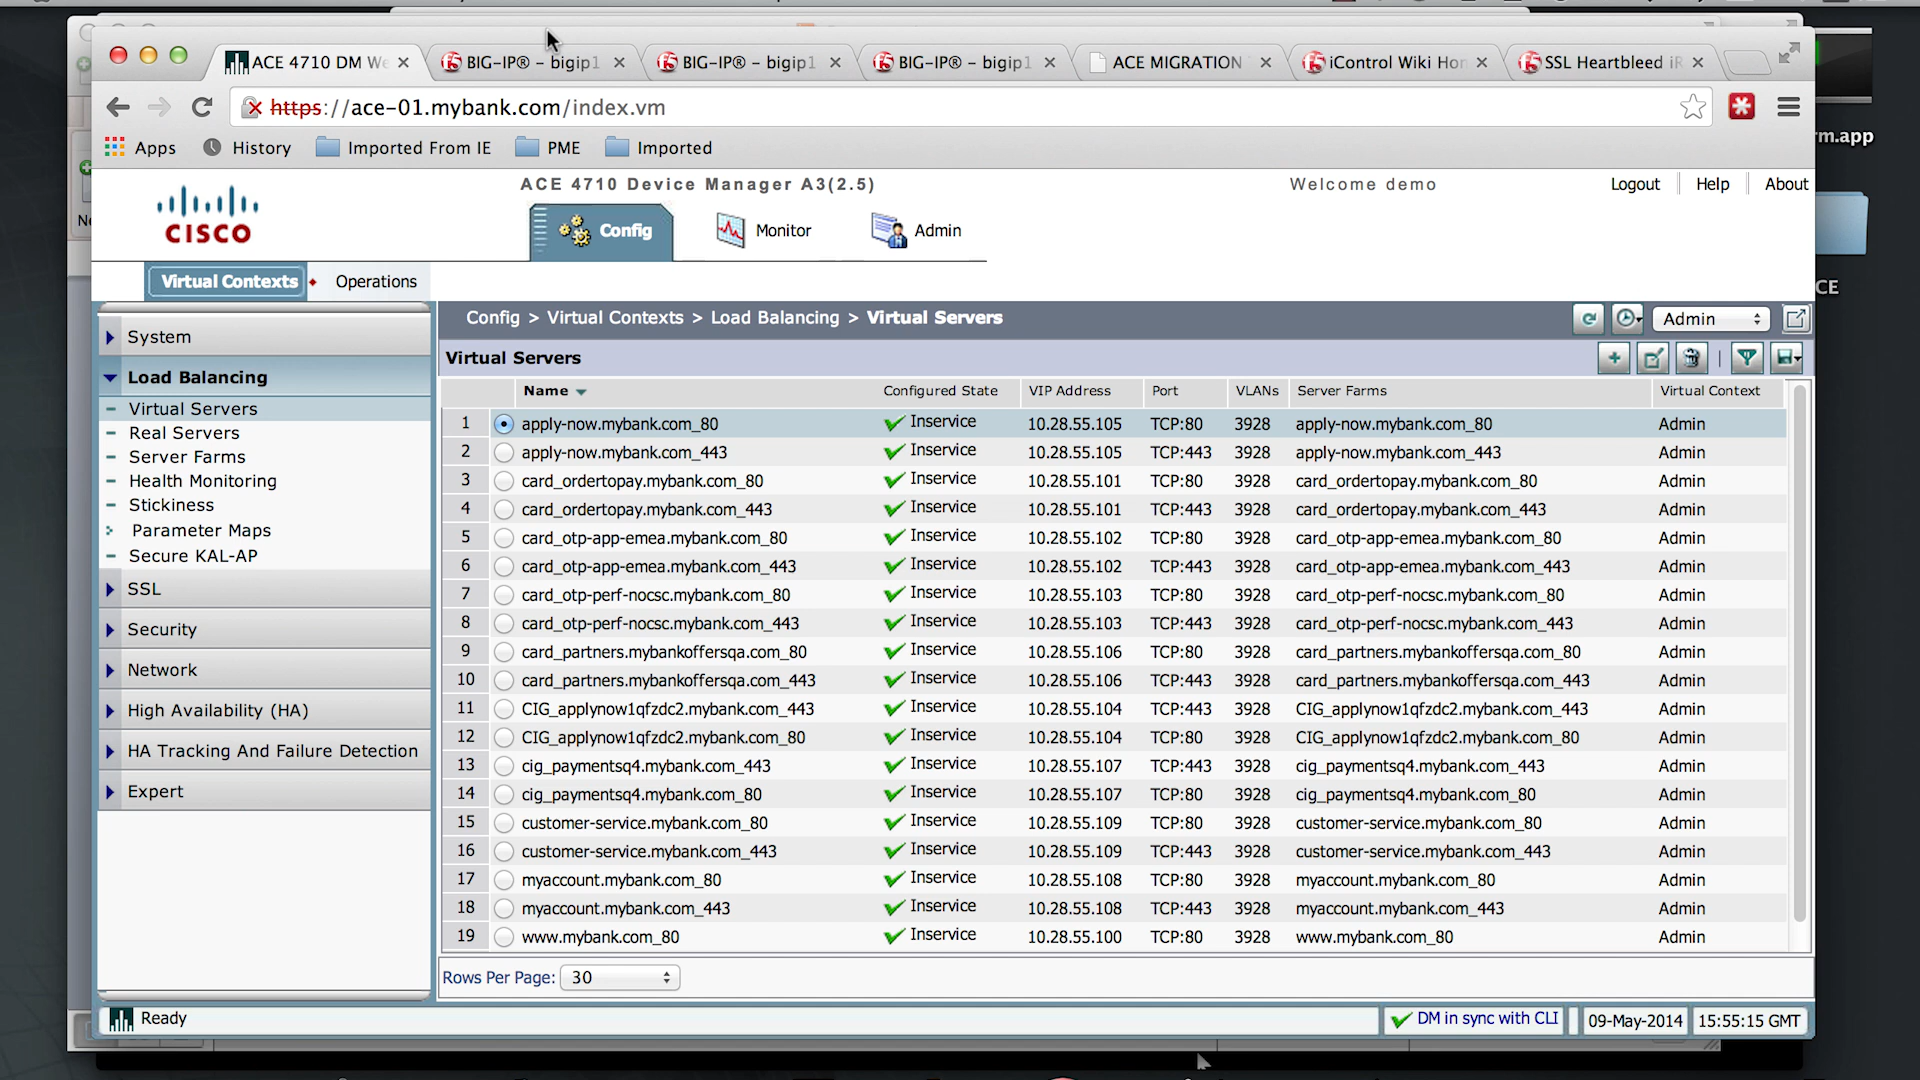 ACE 4710 DM We
BIG-IP® - bigip1
BIG-IP® - bigip1
BIG-IP® - bigip1
ACE MIGRATION
iControl Wiki Hon
SSL Heartbleed iR
https://ace-01.mybank.com/index.vm
Apps History Imported From IE PME Imported
rm.app
CE
CISCO
ACE 4710 Device Manager A3(2.5)
Welcome demo
Logout Help About
Config Monitor Admin
Virtual Contexts Operations
System
Load Balancing
Virtual Servers
Real Servers
Server Farms
Health Monitoring
Stickiness
Parameter Maps
Secure KAL-AP
SSL
Security
Network
High Availability (HA)
HA Tracking And Failure Detection
Expert
Config > Virtual Contexts > Load Balancing > Virtual Servers
Admin
Virtual Servers
Name Configured State VIP Address Port VLANs Server Farms Virtual Context
1 apply-now.mybank.com_80 Inservice 10.28.55.105 TCP:80 3928 apply-now.mybank.com_80 Admin
2 apply-now.mybank.com_443 Inservice 10.28.55.105 TCP:443 3928 apply-now.mybank.com_443 Admin
3 card_ordertopay.mybank.com_80 Inservice 10.28.55.101 TCP:80 3928 card_ordertopay.mybank.com_80 Admin
4 card_ordertopay.mybank.com_443 Inservice 10.28.55.101 TCP:443 3928 card_ordertopay.mybank.com_443 Admin
5 card_otp-app-emea.mybank.com_80 Inservice 10.28.55.102 TCP:80 3928 card_otp-app-emea.mybank.com_80 Admin
6 card_otp-app-emea.mybank.com_443 Inservice 10.28.55.102 TCP:443 3928 card_otp-app-emea.mybank.com_443 Admin
7 card_otp-perf-nocsc.mybank.com_80 Inservice 10.28.55.103 TCP:80 3928 card_otp-perf-nocsc.mybank.com_80 Admin
8 card_otp-perf-nocsc.mybank.com_443 Inservice 10.28.55.103 TCP:443 3928 card_otp-perf-nocsc.mybank.com_443 Admin
9 card_partners.mybankoffersqa.com_80 Inservice 10.28.55.106 TCP:80 3928 card_partners.mybankoffersqa.com_80 Admin
10 card_partners.mybankoffersqa.com_443 Inservice 10.28.55.106 TCP:443 3928 card_partners.mybankoffersqa.com_443 Admin
11 CIG_applynow1qfzdc2.mybank.com_443 Inservice 10.28.55.104 TCP:443 3928 CIG_applynow1qfzdc2.mybank.com_443 Admin
12 CIG_applynow1qfzdc2.mybank.com_80 Inservice 10.28.55.104 TCP:80 3928 CIG_applynow1qfzdc2.mybank.com_80 Admin
13 cig_paymentsq4.mybank.com_443 Inservice 10.28.55.107 TCP:443 3928 cig_paymentsq4.mybank.com_443 Admin
14 cig_paymentsq4.mybank.com_80 Inservice 10.28.55.107 TCP:80 3928 cig_paymentsq4.mybank.com_80 Admin
15 customer-service.mybank.com_80 Inservice 10.28.55.109 TCP:80 3928 customer-service.mybank.com_80 Admin
16 customer-service.mybank.com_443 Inservice 10.28.55.109 TCP:443 3928 customer-service.mybank.com_443 Admin
17 myaccount.mybank.com_80 Inservice 10.28.55.108 TCP:80 3928 myaccount.mybank.com_80 Admin
18 myaccount.mybank.com_443 Inservice 10.28.55.108 TCP:443 3928 myaccount.mybank.com_443 Admin
19 www.mybank.com_80 Inservice 10.28.55.100 TCP:80 3928 www.mybank.com_80 Admin
Rows Per Page: 30
Ready
DM in sync with CLI 09-May-2014 15:55:15 GMT